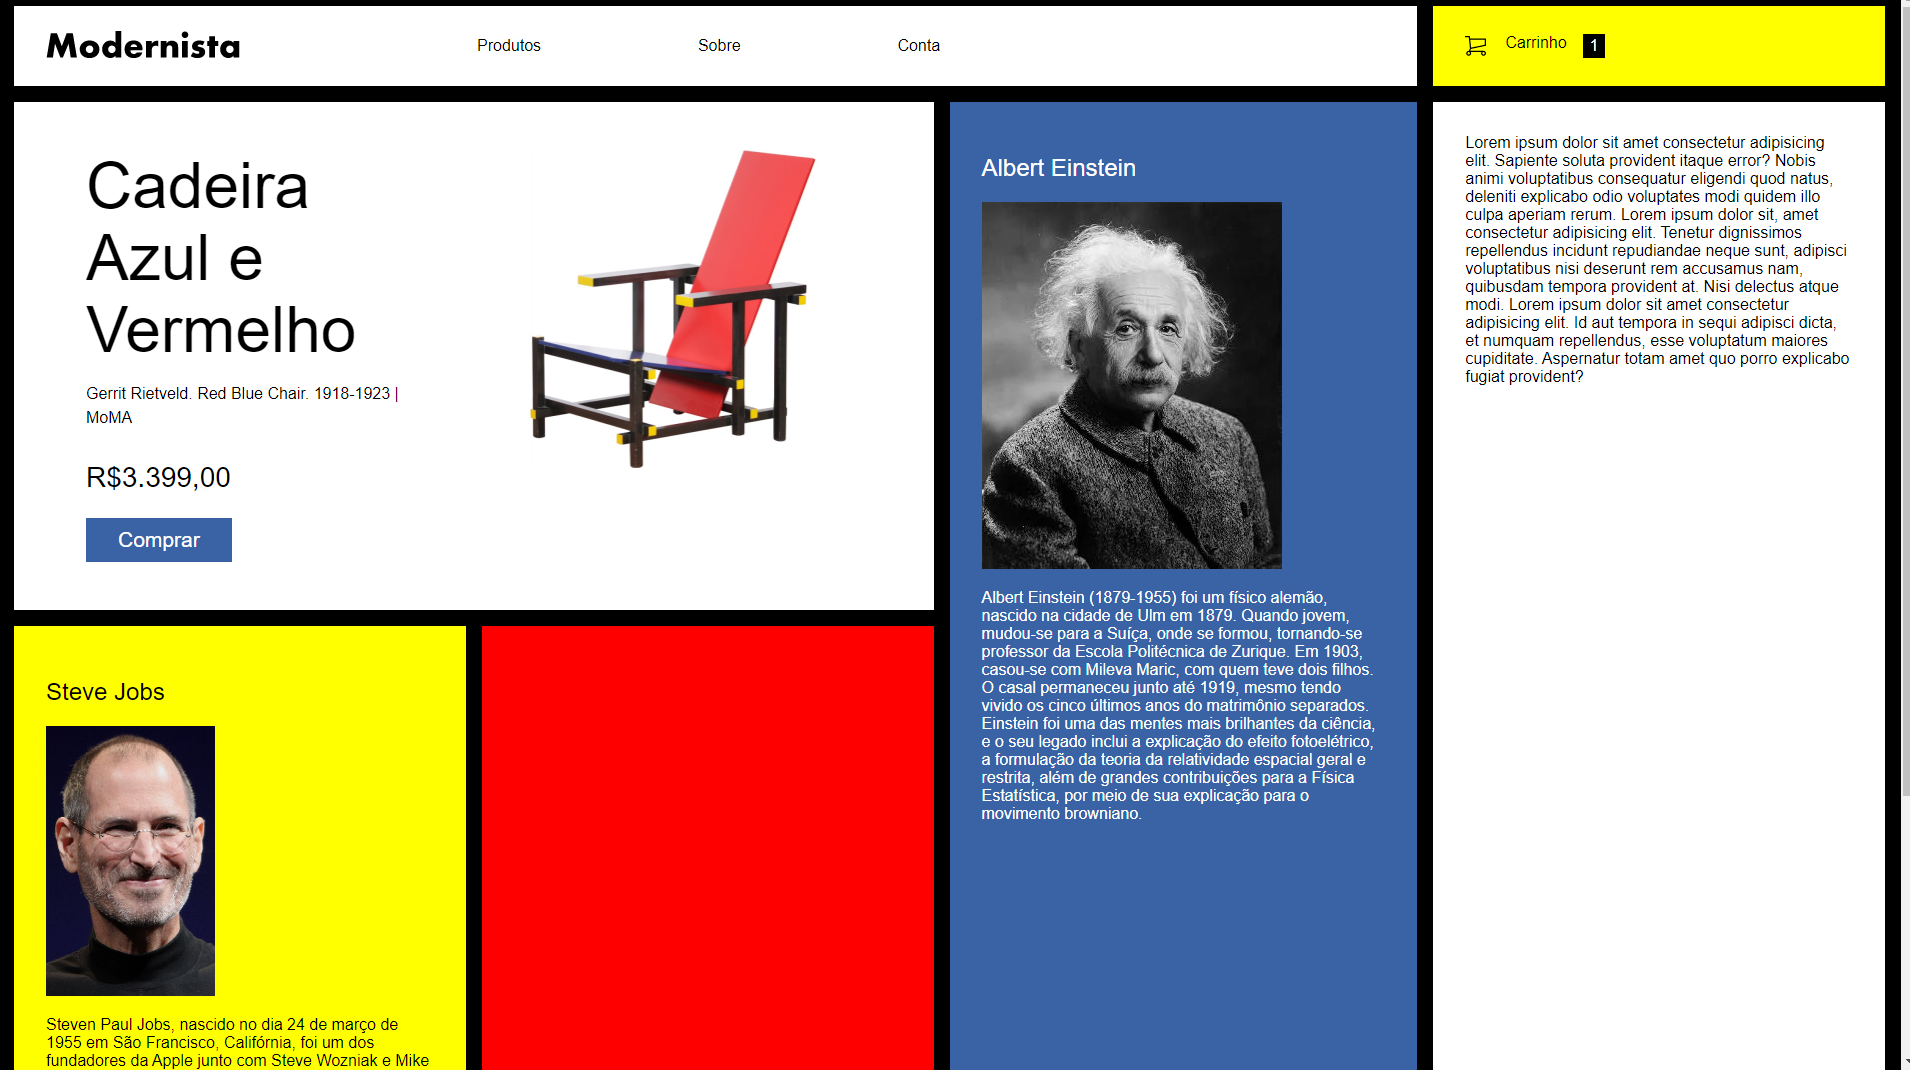 Modernista
Produtos
Sobre
Conta
Carrinho
1
Cadeira
Azul e
Vermelho
Gerrit Rietveld. Red Blue Chair. 1918-1923 |
MoMA
R$3.399,00
Comprar
Albert Einstein
Albert Einstein (1879-1955) foi um físico alemão,
nascido na cidade de Ulm em 1879. Quando jovem,
mudou-se para a Suíça, onde se formou, tornando-se
professor da Escola Politécnica de Zurique. Em 1903,
casou-se com Mileva Maric, com quem teve dois filhos.
O casal permaneceu junto até 1919, mesmo tendo
vivido os cinco últimos anos do matrimônio separados.
Einstein foi uma das mentes mais brilhantes da ciência,
e o seu legado inclui a explicação do efeito fotoelétrico,
a formulação da teoria da relatividade espacial geral e
restrita, além de grandes contribuições para a Física
Estatística, por meio de sua explicação para o
movimento browniano.
Lorem ipsum dolor sit amet consectetur adipisicing
elit. Sapiente soluta provident itaque error? Nobis
animi voluptatibus consequatur eligendi quod natus,
deleniti explicabo odio voluptates modi quidem illo
culpa aperiam rerum. Lorem ipsum dolor sit, amet
consectetur adipisicing elit. Tenetur dignissimos
repellendus incidunt repudiandae neque sunt, adipisci
voluptatibus nisi deserunt rem accusamus nam,
quibusdam tempora provident at. Nisi delectus atque
modi. Lorem ipsum dolor sit amet consectetur
adipisicing elit. Id aut tempora in sequi adipisci dicta,
et numquam repellendus, esse voluptatum maiores
cupiditate. Aspernatur totam amet quo porro explicabo
fugiat provident?
Steve Jobs
Steven Paul Jobs, nascido no dia 24 de março de
1955 em São Francisco, Califórnia, foi um dos
fundadores da Apple junto com Steve Wozniak e Mike